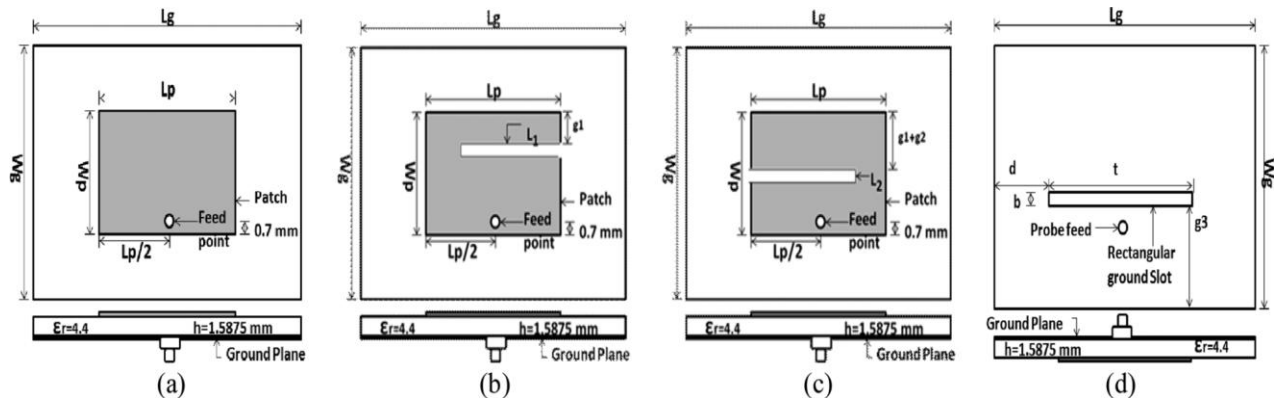 Lg
Lp
Wg
Wp
Patch
Feed
point
0.7 mm
Lp/2
εr=4.4
h=1.5875 mm
Ground Plane
(a)
Lg
Lp
g1
L1
Wg
Wp
Patch
Feed
point
0.7 mm
Lp/2
εr=4.4
h=1.5875 mm
Ground Plane
(b)
Lg
Lp
g1+g2
L2
Wg
Wp
Patch
Feed
point
0.7 mm
Lp/2
εr=4.4
h=1.5875 mm
Ground Plane
(c)
Lg
Wg
d
t
b
g3
Probe feed
Rectangular
ground Slot
Ground Plane
h=1.5875 mm
εr=4.4
(d)